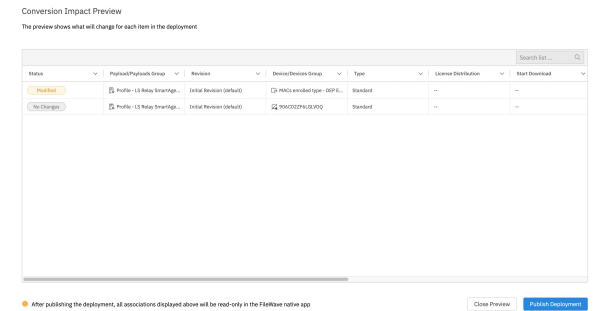 Conversion Impact Preview
The preview shows what will change for each item in the deployment
Search list ...
Status Payload/Payloads Group Revision Device/Devices Group Type License Distribution Start Download
Modified Profile - LS Relay SmartAge... Initial Revision (default) MACs enrolled type - DEP E... Standard --  --
No Changes Profile - LS Relay SmartAge... Initial Revision (default) Standard -- --
After publishing the deployment, all associations displayed above will be read-only in the FileWave native app
Close Preview Publish Deployment